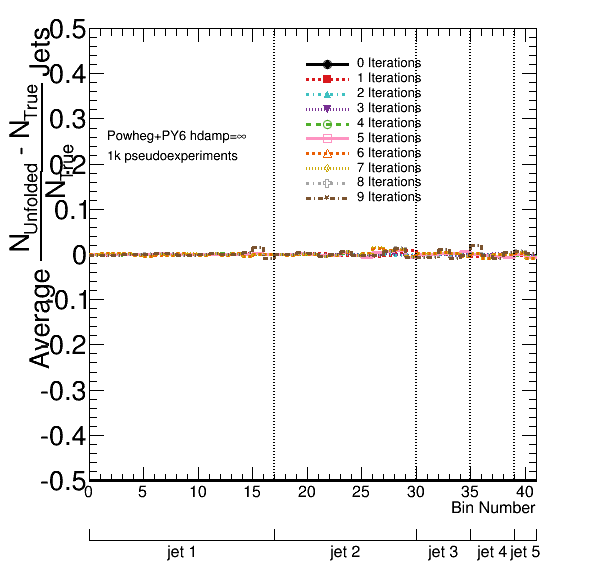 Average N_Unfolded - N_True / N_True Jets
0.5
0.4
0.3
0.2
0.1
0
-0.1
-0.2
-0.3
-0.4
-0.5
0 Iterations
1 Iterations
2 Iterations
3 Iterations
4 Iterations
5 Iterations
6 Iterations
7 Iterations
8 Iterations
9 Iterations
Powheg+PY6 hdamp=∞
1k pseudoexperiments
0 5 10 15 20 25 30 35 40
Bin Number
jet 1 jet 2 jet 3 jet 4 jet 5